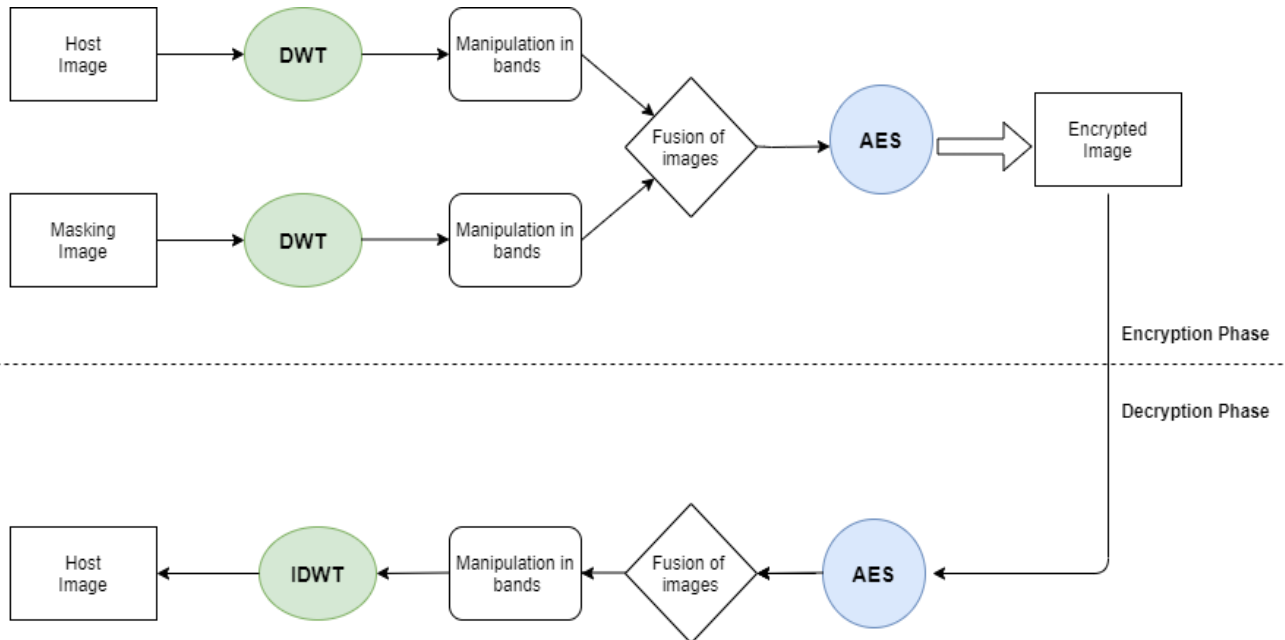 Host
Image
DWT
Manipulation in
bands
Fusion of
images
AES
Encrypted
Image
Masking
Image
DWT
Manipulation in
bands
Encryption Phase
Decryption Phase
Host
Image
IDWT
Manipulation in
bands
Fusion of
images
AES